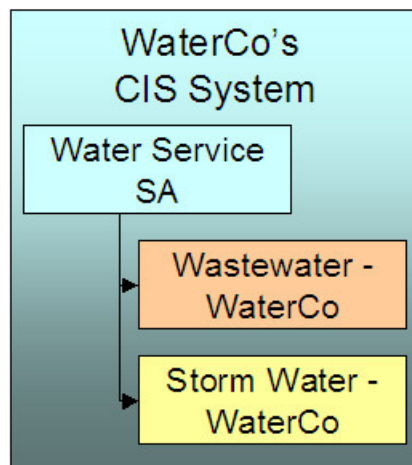 WaterCo's
CIS System
Water Service
SA
Wastewater -
WaterCo
Storm Water -
WaterCo